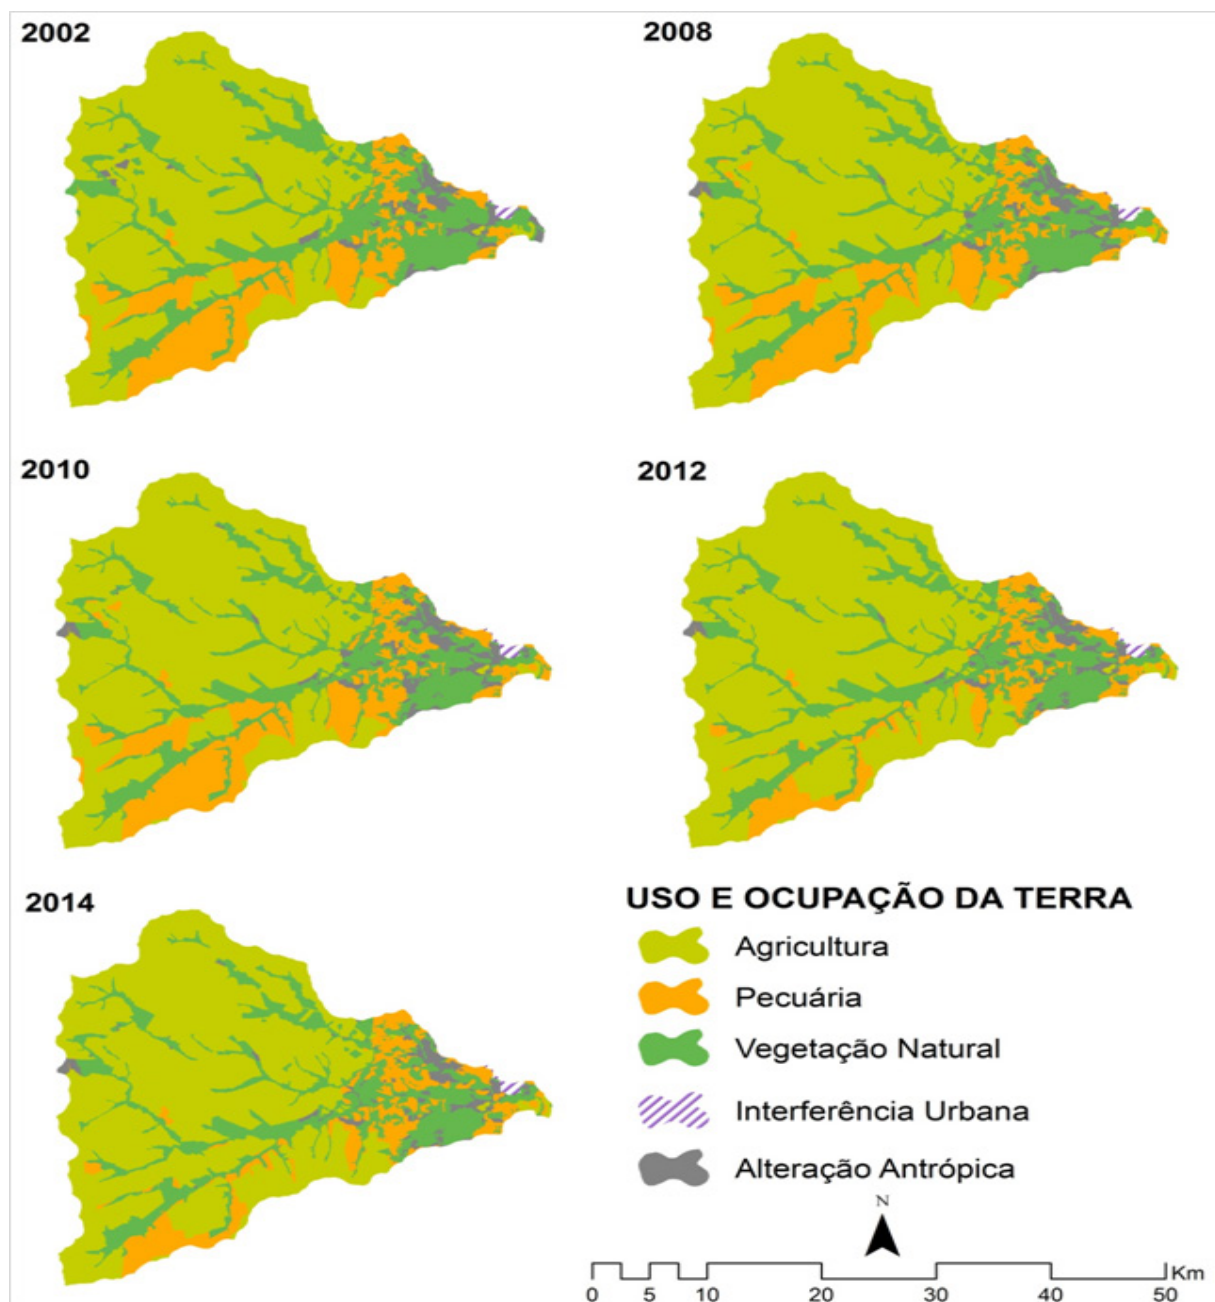 2002
2008
2010
2012
2014
USO E OCUPAÇÃO DA TERRA
Agricultura
Pecuária
Vegetação Natural
Interferência Urbana
Alteração Antrópica
N
Km
0 5 10 20 30 40 50